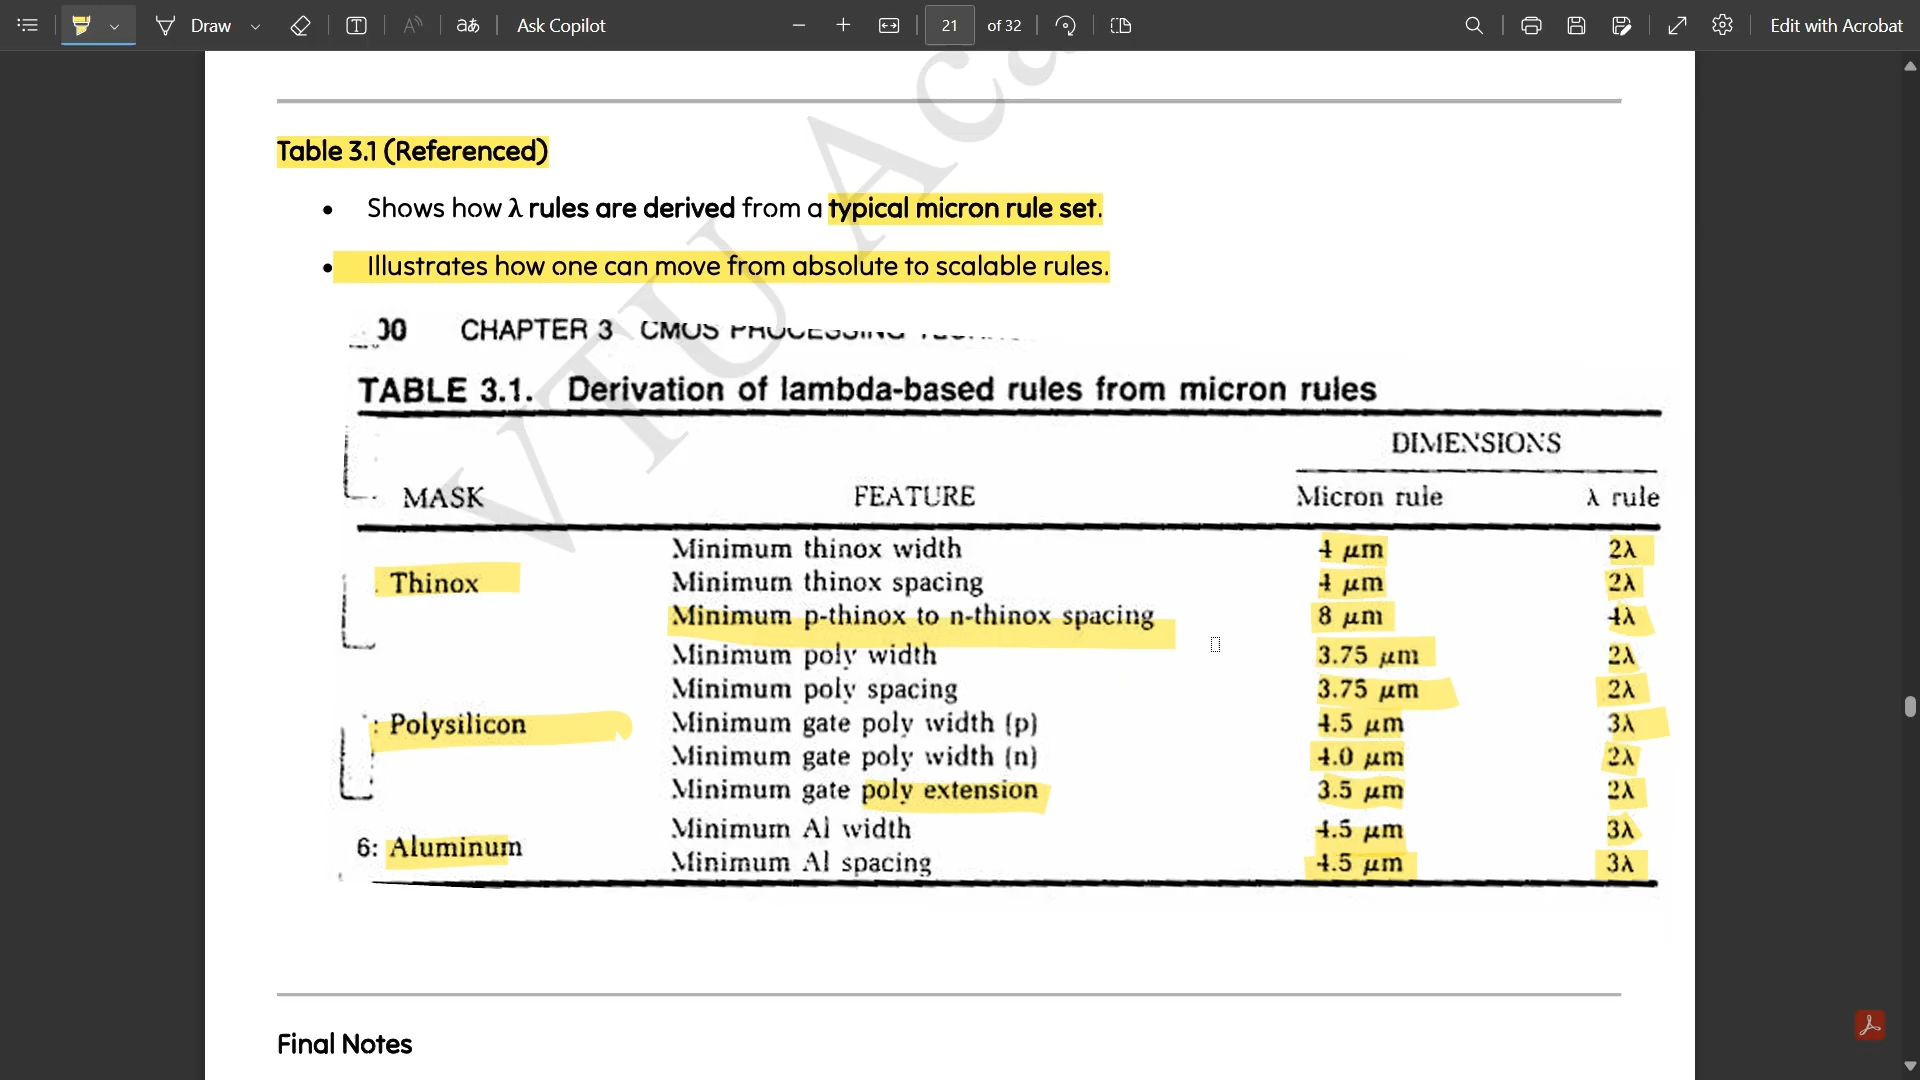 Draw
Ask Copilot
21 of 32
Edit with Acrobat
Table 3.1 (Referenced)
• Shows how λ rules are derived from a typical micron rule set.
• Illustrates how one can move from absolute to scalable rules.
00 CHAPTER 3 CMOS PROCESSING
TABLE 3.1. Derivation of lambda-based rules from micron rules
DIMENSIONS
MASK FEATURE Micron rule λ rule
Minimum thinox width 4 μm 2λ
Thinox Minimum thinox spacing 4 μm 2λ
Minimum p-thinox to n-thinox spacing 8 μm 4λ
Minimum poly width 3.75 μm 2λ
Minimum poly spacing 3.75 μm 2λ
: Polysilicon Minimum gate poly width (p) 4.5 μm 3λ
Minimum gate poly width (n) 4.0 μm 2λ
Minimum gate poly extension 3.5 μm 2λ
Minimum Al width 4.5 μm 3λ
6: Aluminum Minimum Al spacing 4.5 μm 3λ
Final Notes
VTU